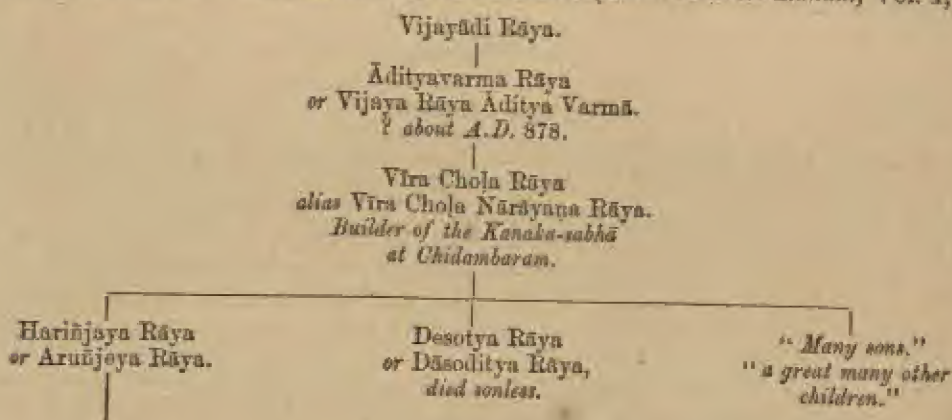 Vijayādi Rāya.
Ādityavarma Rāya
or Vijaya Rāya Āditya Varmā.
? about A.D. 878.
Vīra Choḷa Rāya
alias Vīra Choḷa Nārāyaṇa Rāya.
Builder of the Kanaka-sabhā
at Chidambaram.
Hariñjaya Rāya
or Aruñjeya Rāya.
Desotya Rāya
or Dāsoditya Rāya,
died sonless.
"Many sons."
"a great many other
children."